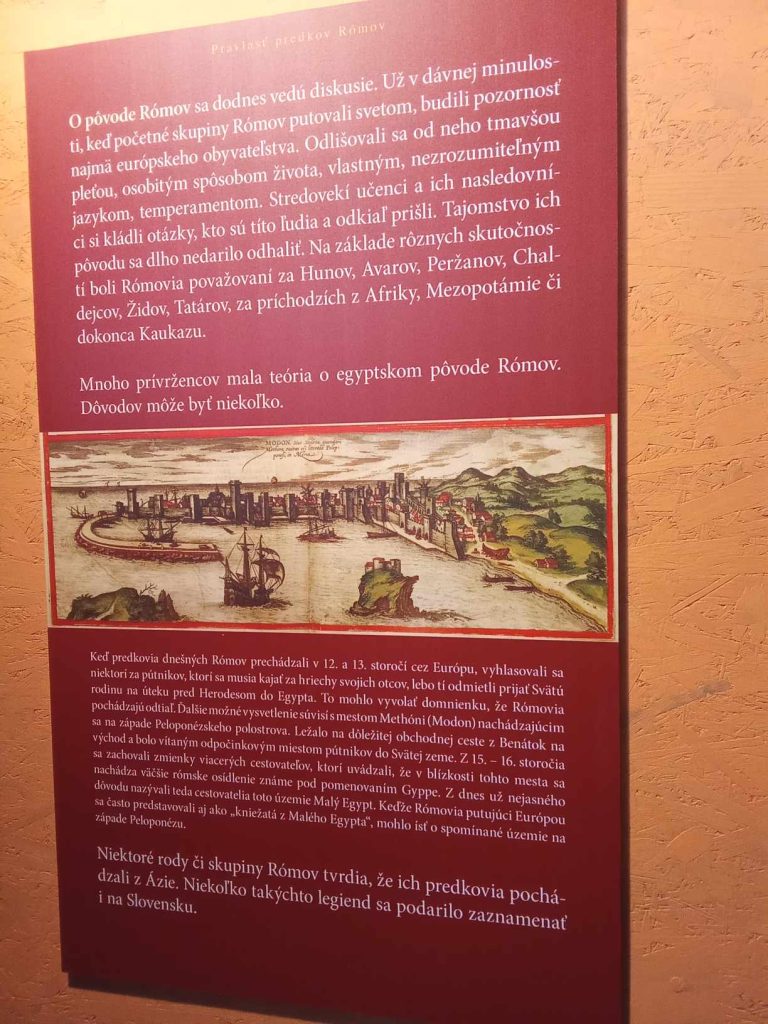 Pravlasť predkov Rómov
O pôvode Rómov sa dodnes vedú diskusie. Už v dávnej minulos-
ti, keď početné skupiny Rómov putovali svetom, budili pozornosť
najmä európskeho obyvateľstva. Odlišovali sa od neho tmavšou
pleťou, osobitým spôsobom života, vlastným, nezrozumiteľným
jazykom, temperamentom. Stredovekí učenci a ich nasledovní-
ci si kládli otázky, kto sú títo ľudia a odkiaľ prišli. Tajomstvo ich
pôvodu sa dlho nedarilo odhaliť. Na základe rôznych skutočnos-
tí boli Rómovia považovaní za Hunov, Avarov, Peržanov, Chal-
dejcov, Židov, Tatárov, za príchodzích z Afriky, Mezopotámie či
dokonca Kaukazu.
Mnoho prívržencov mala teória o egyptskom pôvode Rómov.
Dôvodov môže byť niekoľko.
MODON
Keď predkovia dnešných Rómov prechádzali v 12. a 13. storočí cez Európu, vyhlasovali sa
niektorí za pútnikov, ktorí sa musia kajať za hriechy svojich otcov, lebo tí odmietli prijať Svätú
rodinu na úteku pred Herodesom do Egypta. To mohlo vyvolať domnienku, že Rómovia
pochádzajú odtiaľ. Ďalšie možné vysvetlenie súvisí s mestom Methóni (Modon) nachádzajúcim
sa na západe Peloponézskeho polostrova. Ležalo na dôležitej obchodnej ceste z Benátok na
východ a bolo vítaným odpočinkovým miestom pútnikov do Svätej zeme. Z 15. – 16. storočia
sa zachovali zmienky viacerých cestovateľov, ktorí uvádzali, že v blízkosti tohto mesta sa
nachádza väčšie rómske osídlenie známe pod pomenovaním Gyppe. Z dnes už nejasného
dôvodu nazývali teda cestovatelia toto územie Malý Egypt. Keďže Rómovia putujúci Európou
sa často predstavovali aj ako „kniežatá z Malého Egypta“, mohlo ísť o spomínané územie na
západe Peloponézu.
Niektoré rody či skupiny Rómov tvrdia, že ich predkovia pochá-
dzali z Ázie. Niekoľko takýchto legiend sa podarilo zaznamenať
i na Slovensku.